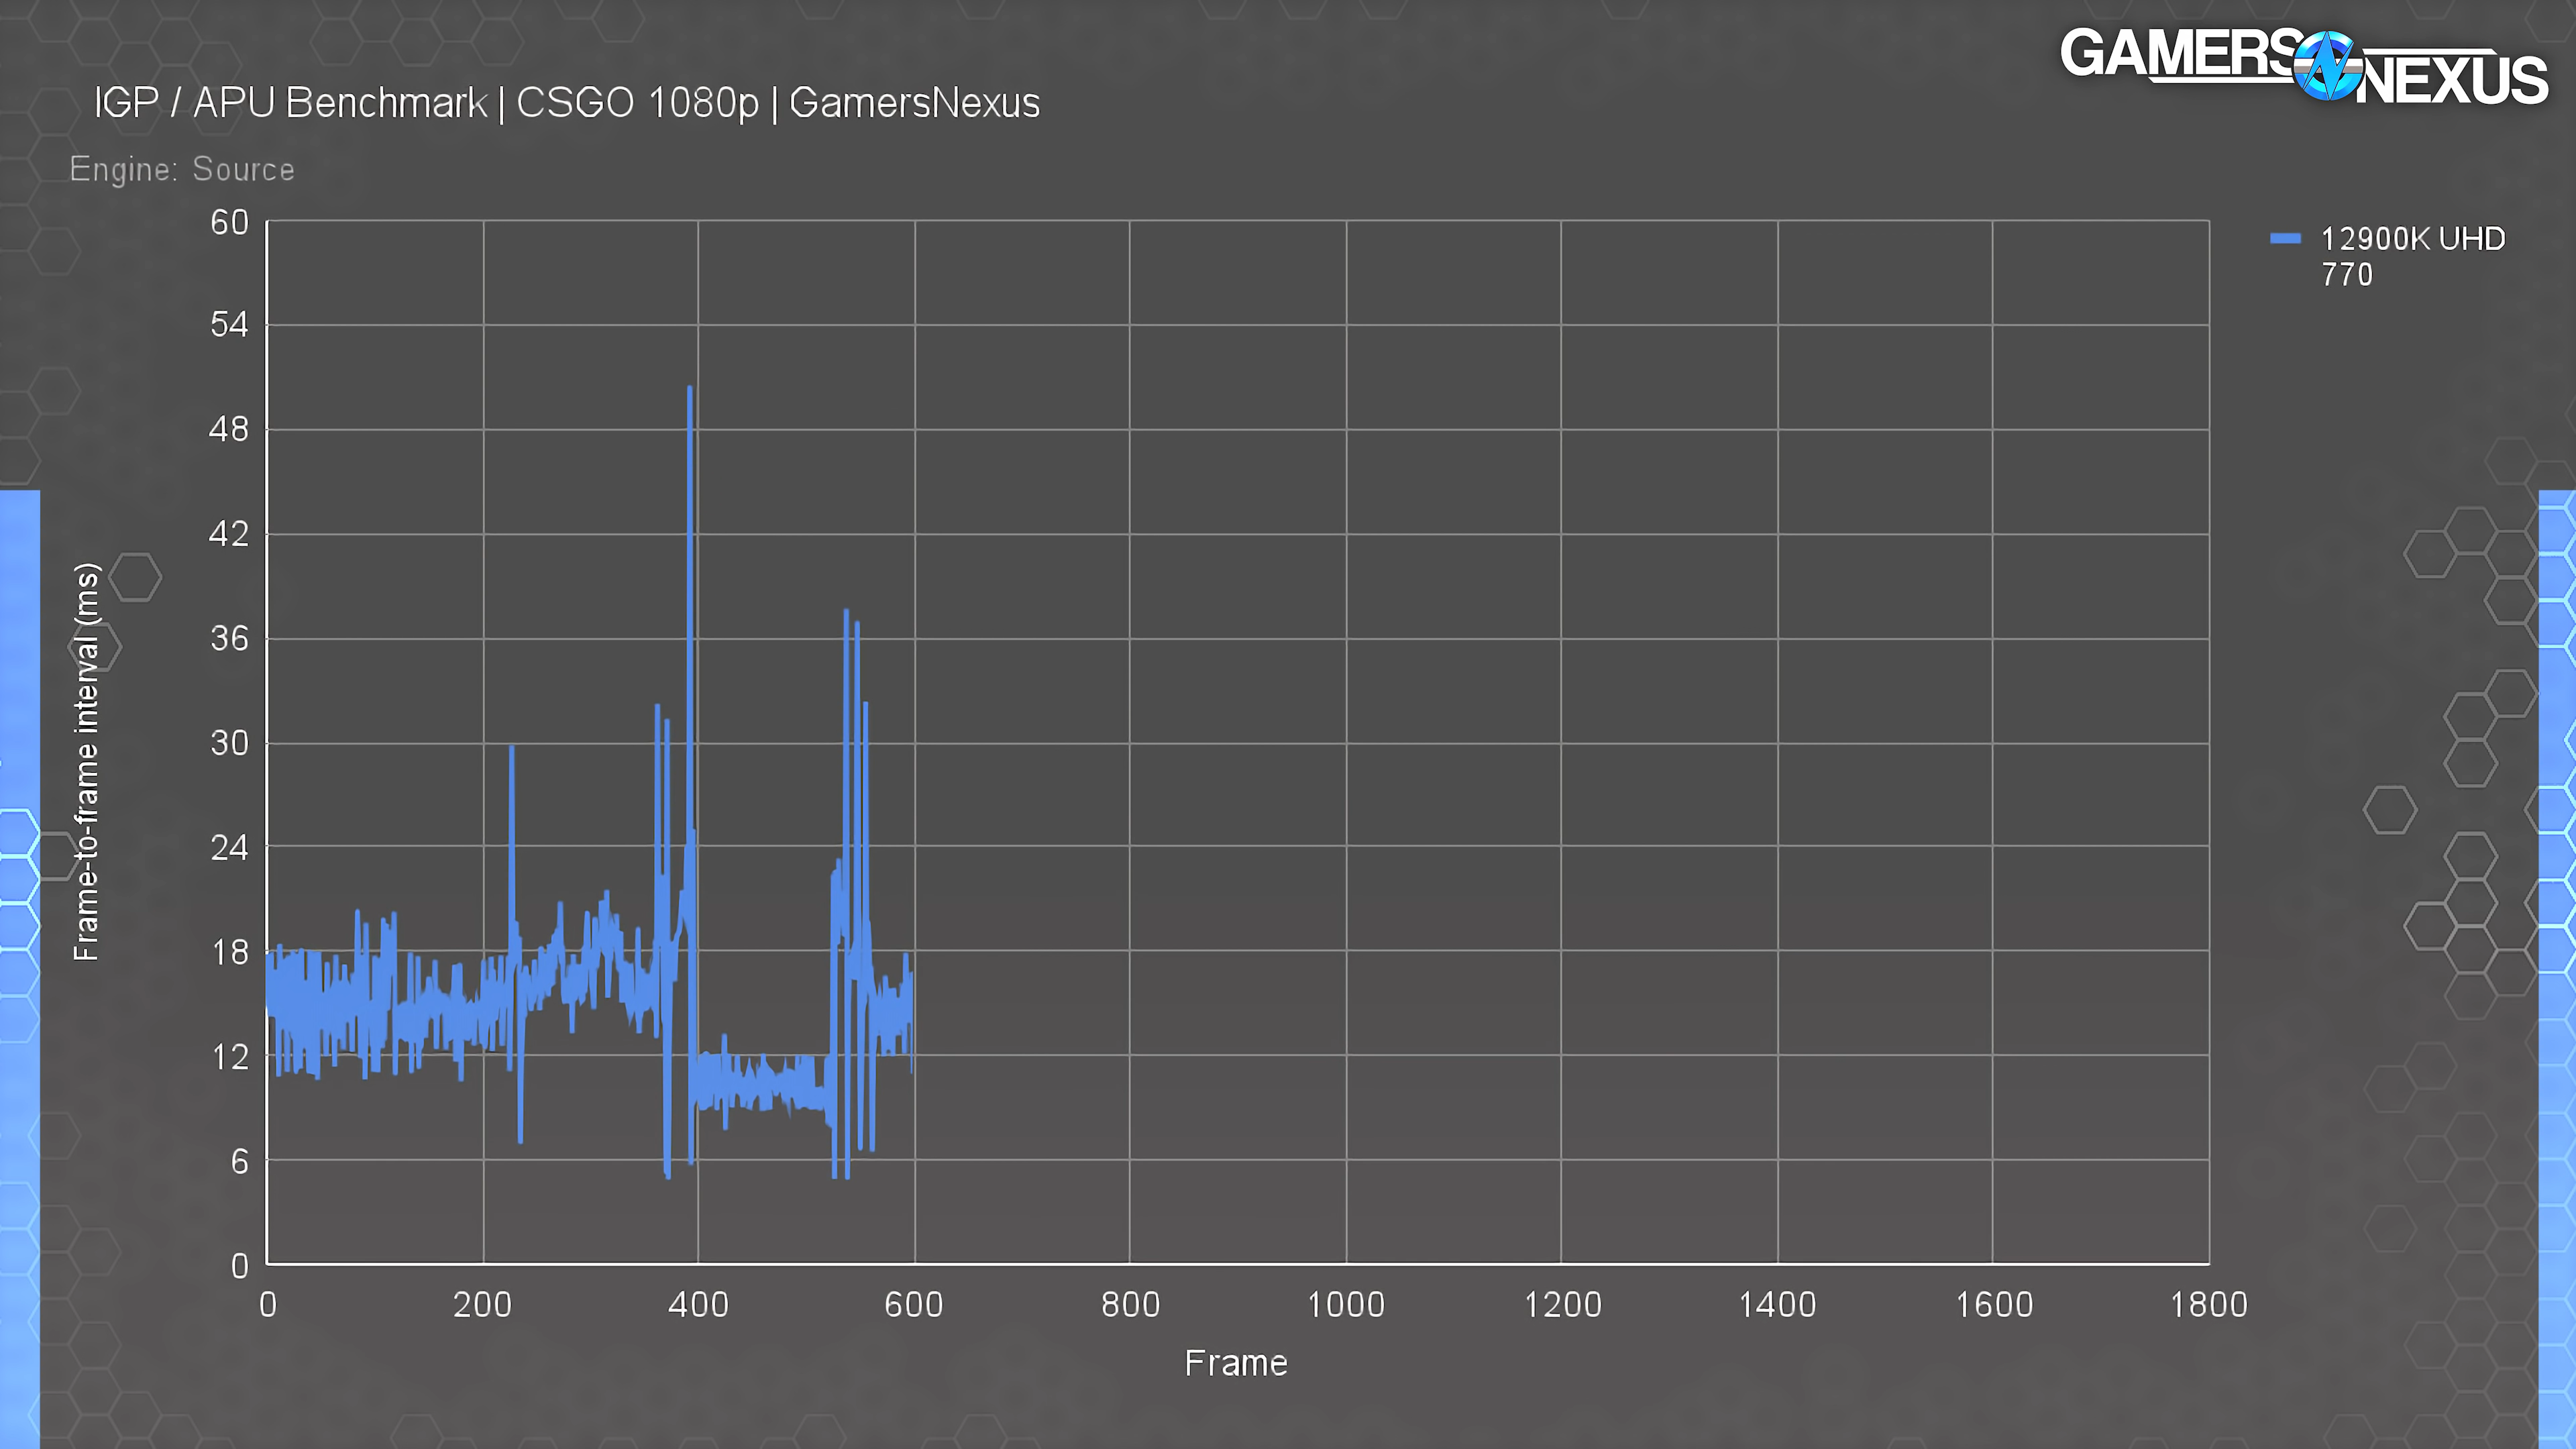 GAMERS NEXUS
IGP / APU Benchmark | CSGO 1080p | GamersNexus
Engine: Source
12900K UHD
770
Frame-to-frame interval (ms)
60
54
48
42
36
30
24
18
12
6
0
0 200 400 600 800 1000 1200 1400 1600 1800
Frame